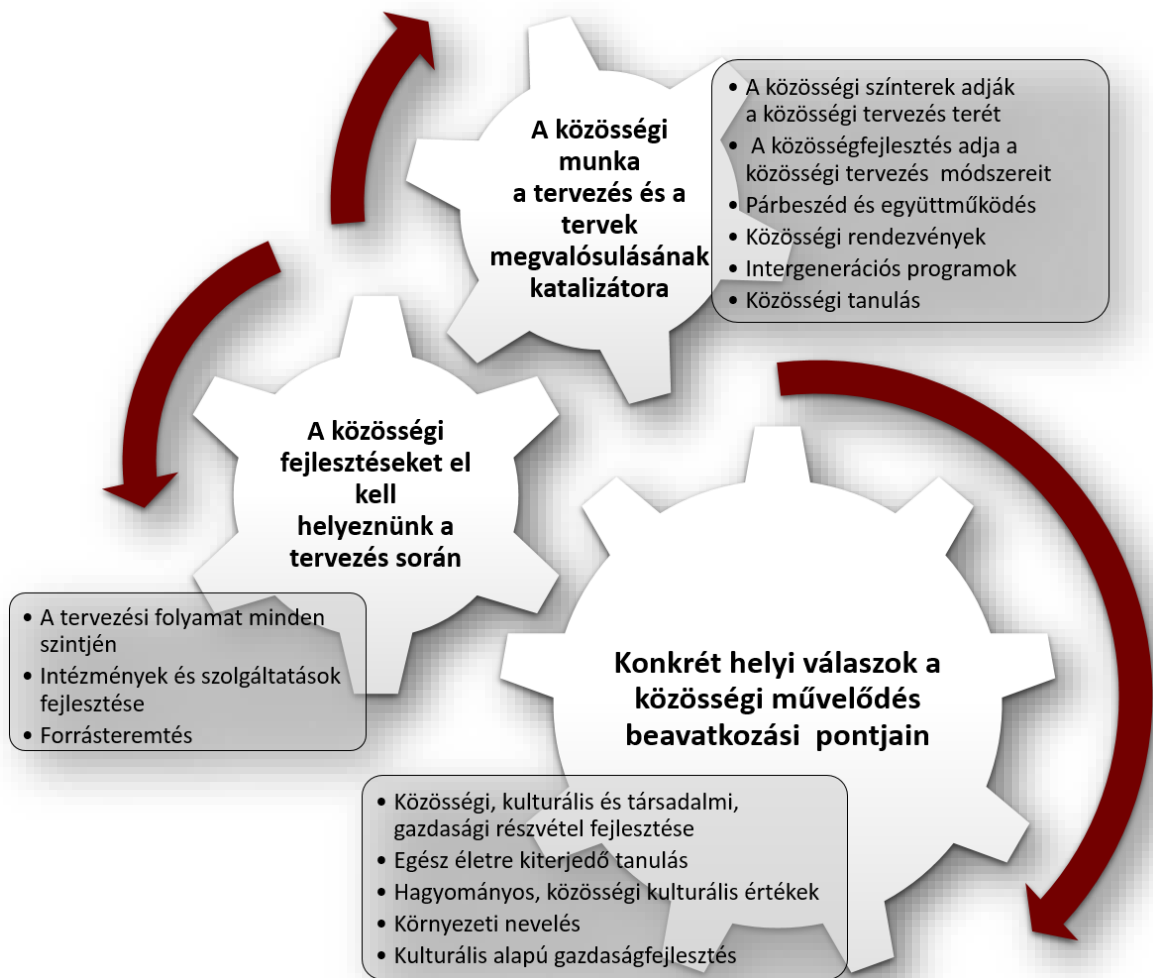 A közösségi
munka
a tervezés és a
tervek
megvalósulásának
katalizátora
• A közösségi színterek adják
a közösségi tervezés terét
• A közösségfejlesztés adja a
közösségi tervezés módszereit
• Párbeszéd és együttműködés
• Közösségi rendezvények
• Intergenerációs programok
• Közösségi tanulás
A közösségi
fejlesztéseket el
kell
helyeznünk a
tervezés során
• A tervezési folyamat minden
szintjén
• Intézmények és szolgáltatások
fejlesztése
• Forrásteremtés
Konkrét helyi válaszok a
közösségi művelődés
beavatkozási pontjain
• Közösségi, kulturális és társadalmi,
gazdasági részvétel fejlesztése
• Egész életre kiterjedő tanulás
• Hagyományos, közösségi kulturális értékek
• Környezeti nevelés
• Kulturális alapú gazdaságfejlesztés